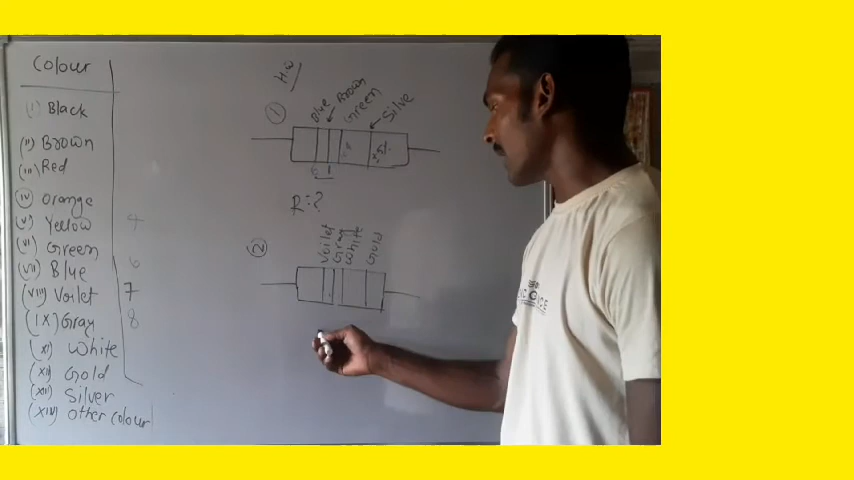 Colour
(I) Black
(II) Brown
(III) Red
(IV) orange
(V) Yellow 4
(VI) Green
(VII) Blue 6
(VIII) Voilet 7
(IX) Gray 8
(XI) White
(XII) Gold
(XIII) Silver
(XIV) other colour
H.W
1
Blue Brown Green Silve
R = ?
2
Voilet Gray White Gold